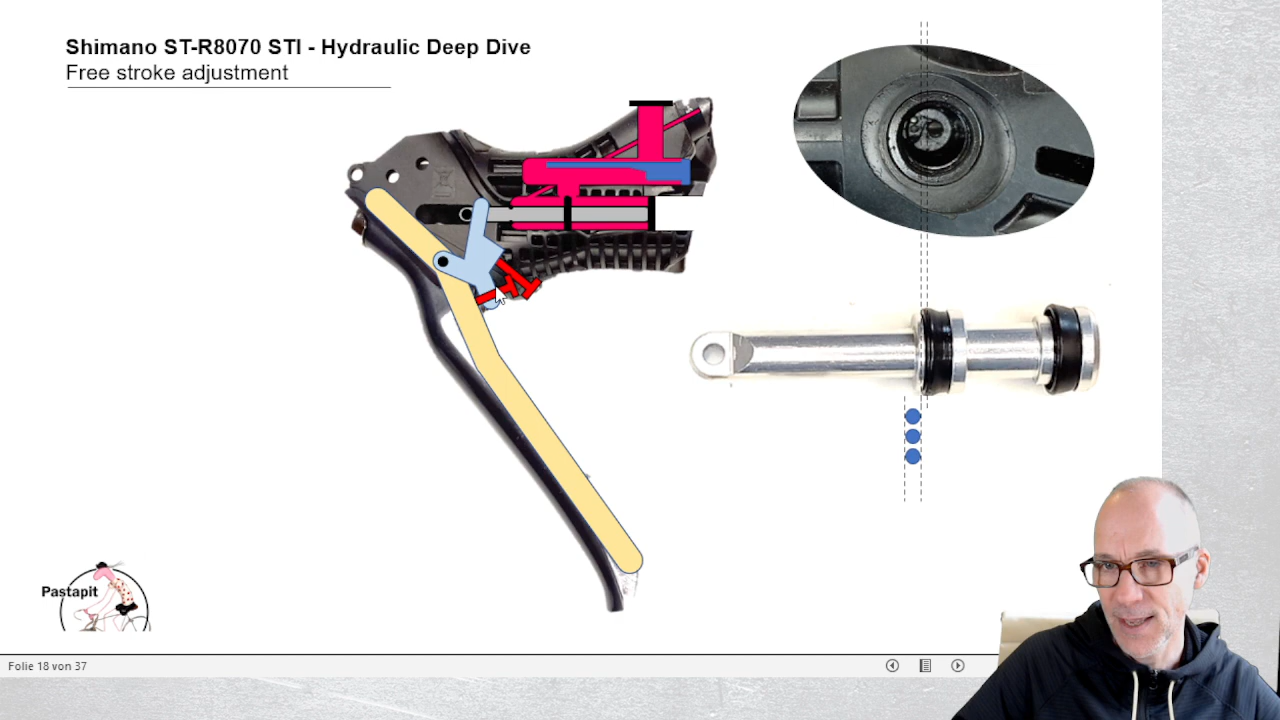 Shimano ST-R8070 STI - Hydraulic Deep Dive
Free stroke adjustment
Pastapit
Folie 18 von 37